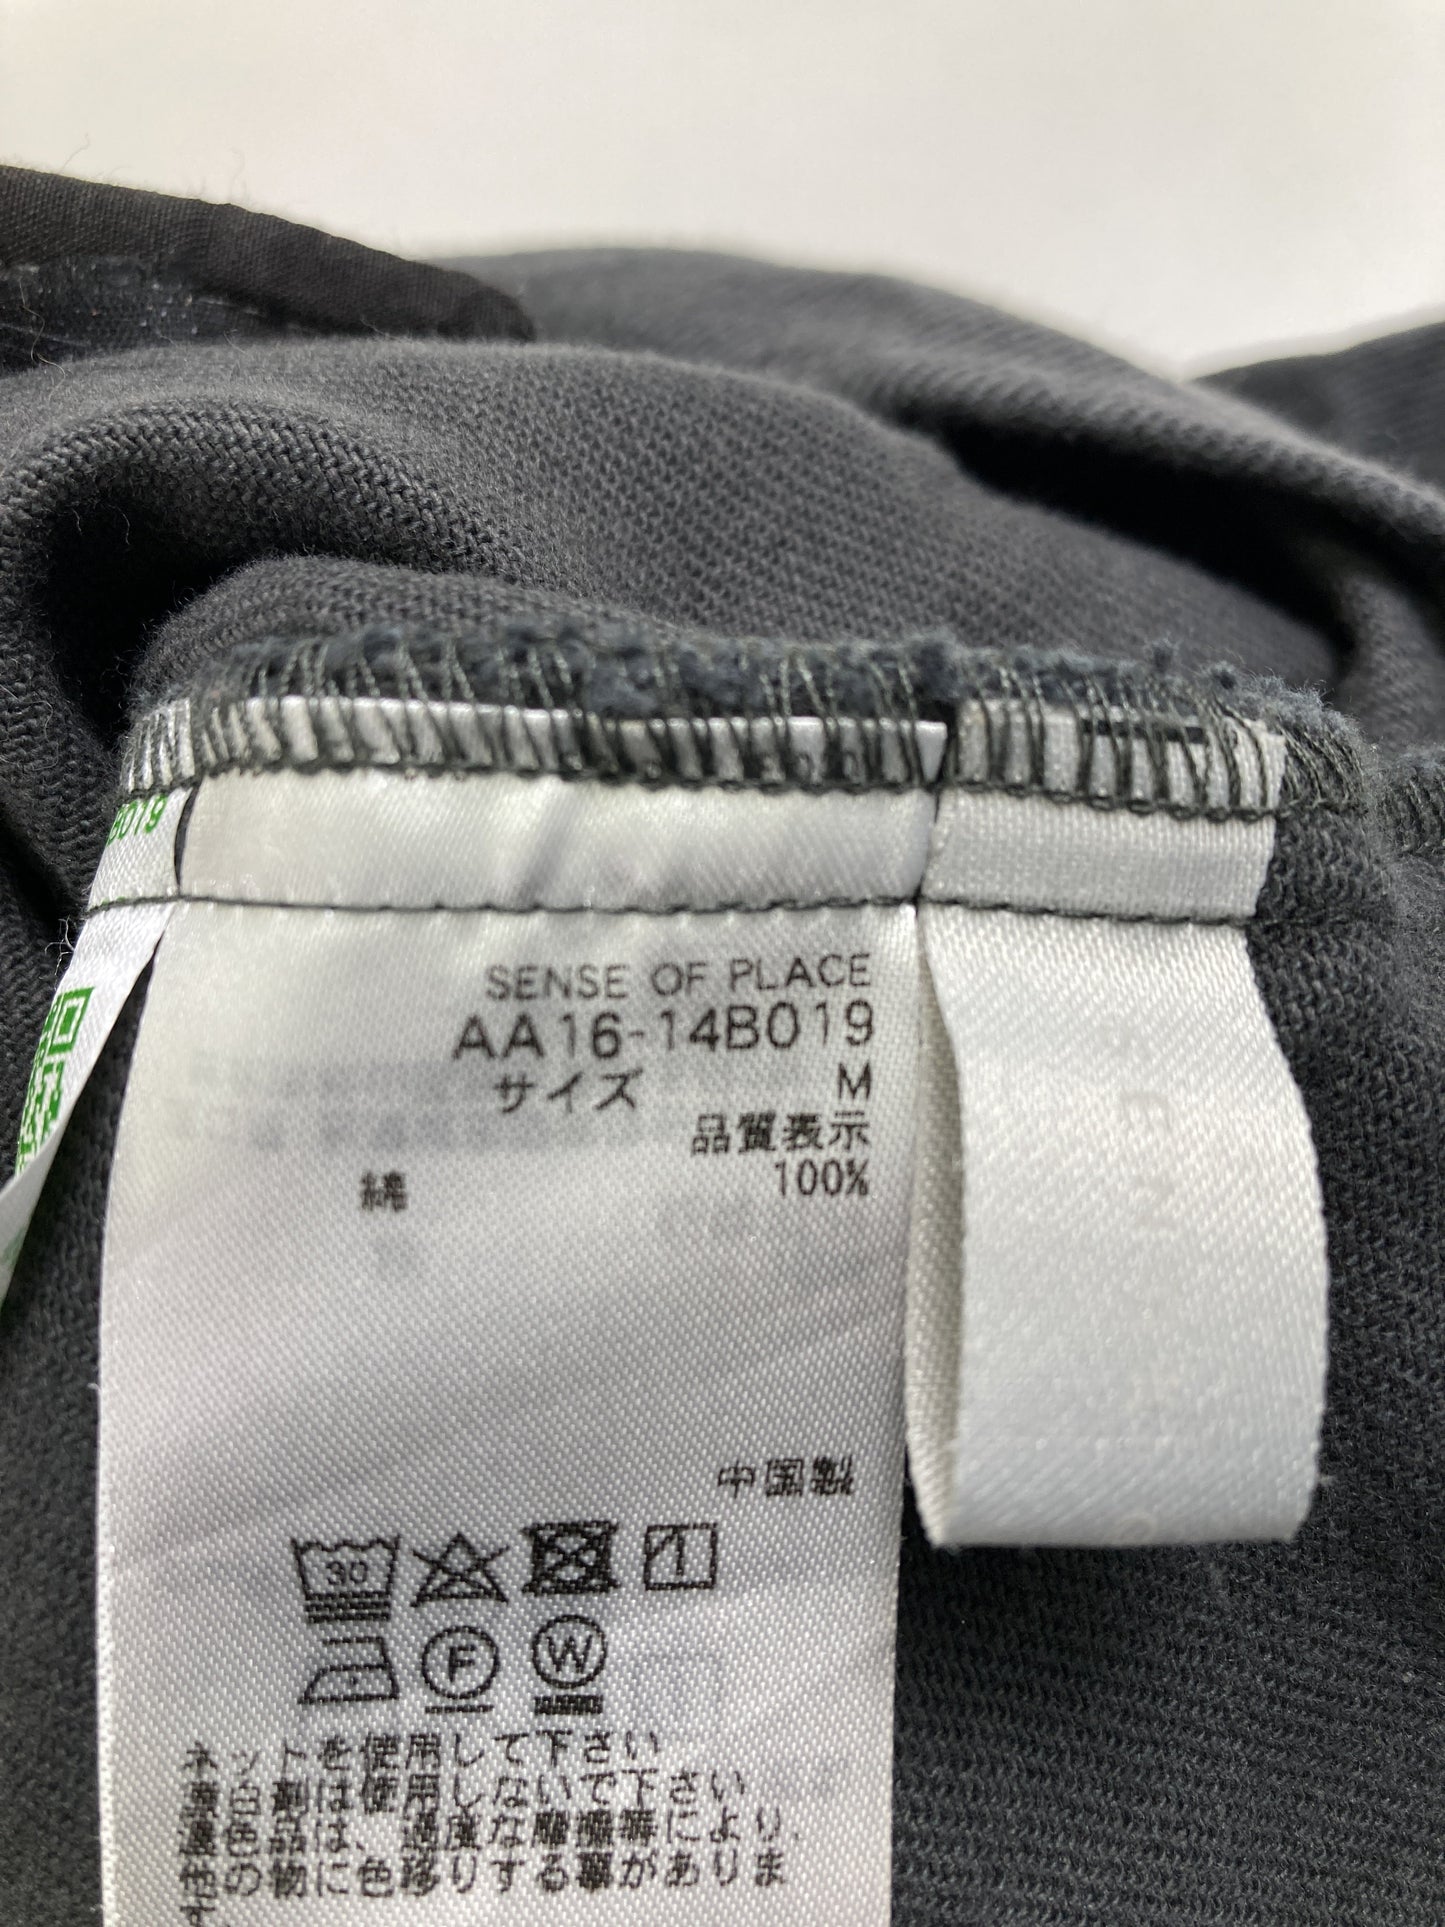 B019
SENSE OF PLACE
AA16-14B019
サイズ M
品質表示
綿 100%
中国製
30 1
F W
ネットを使用して下さい
漂白剤は使用しないで下さい
濃色品は、過度な摩擦等により
他の物に色移りする事がありま